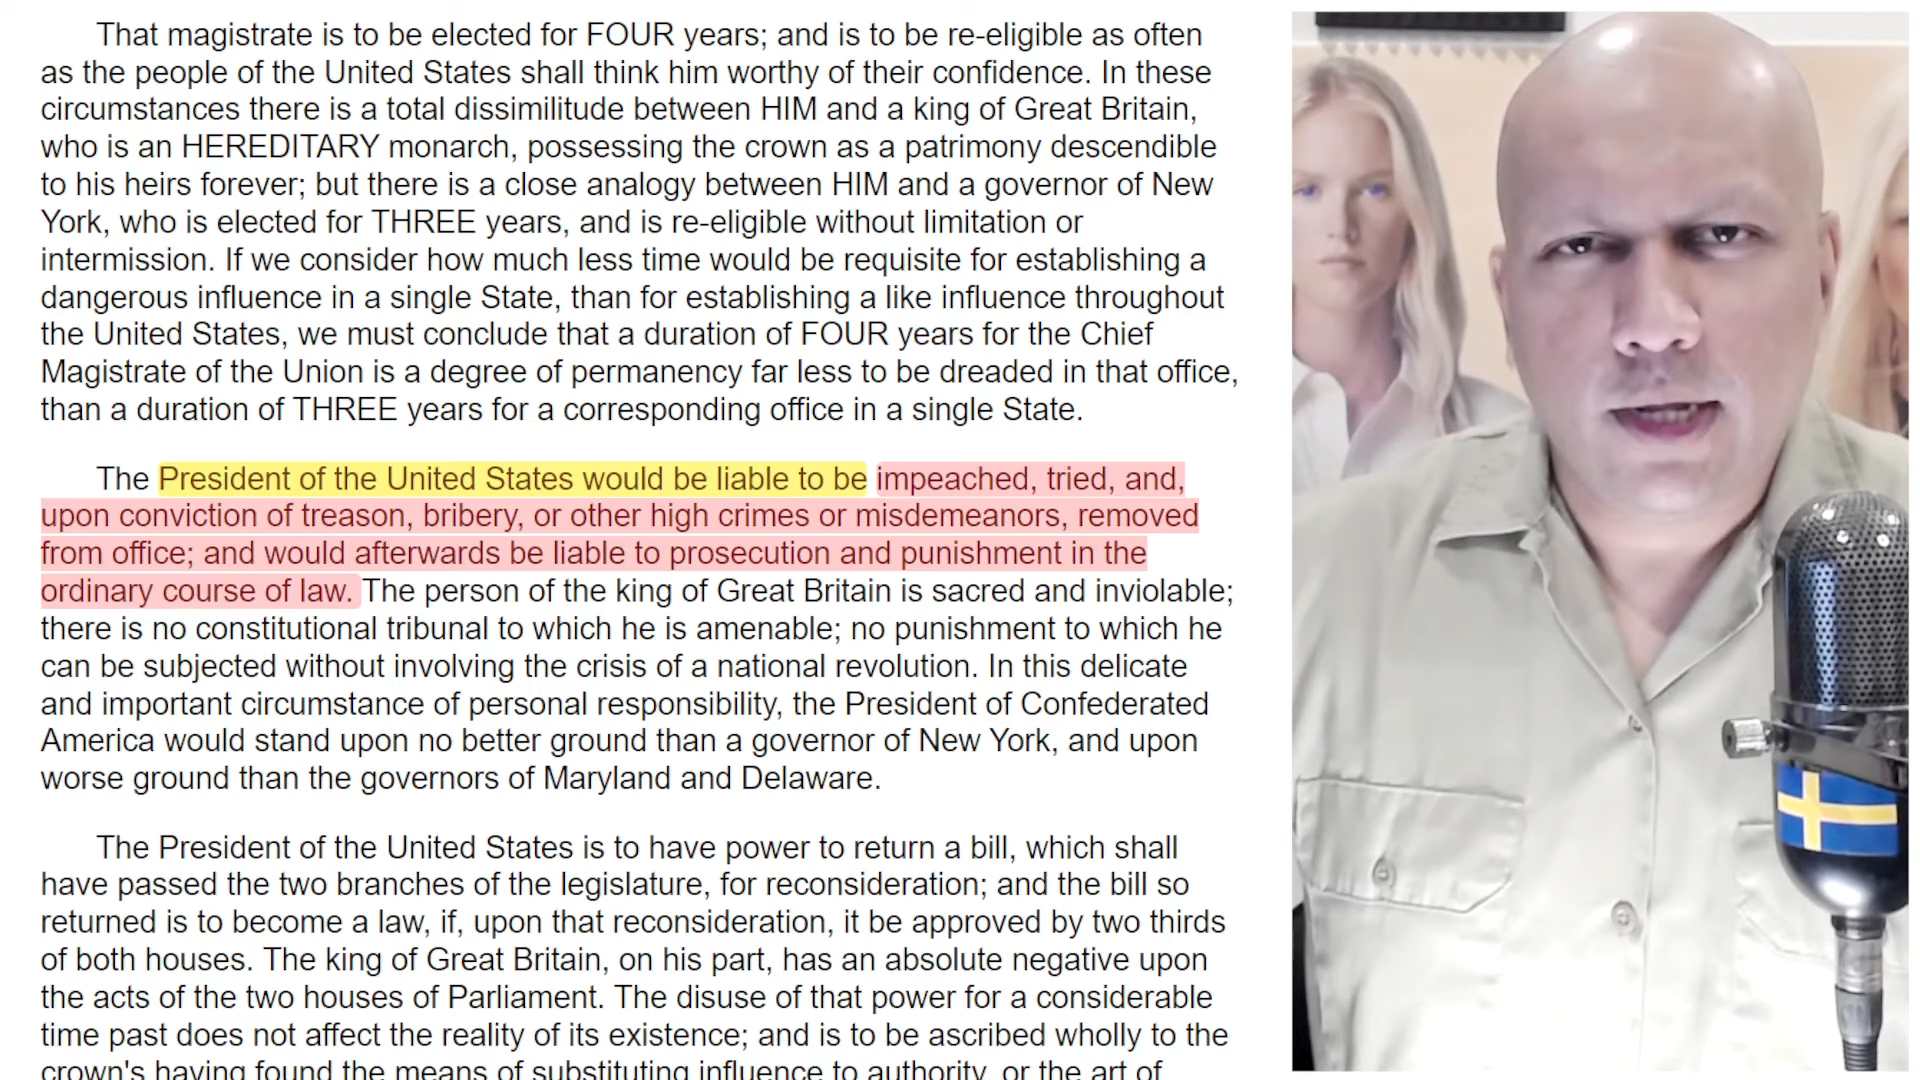 That magistrate is to be elected for FOUR years; and is to be re-eligible as often
as the people of the United States shall think him worthy of their confidence. In these
circumstances there is a total dissimilitude between HIM and a king of Great Britain,
who is an HEREDITARY monarch, possessing the crown as a patrimony descendible
to his heirs forever; but there is a close analogy between HIM and a governor of New
York, who is elected for THREE years, and is re-eligible without limitation or
intermission. If we consider how much less time would be requisite for establishing a
dangerous influence in a single State, than for establishing a like influence throughout
the United States, we must conclude that a duration of FOUR years for the Chief
Magistrate of the Union is a degree of permanency far less to be dreaded in that office,
than a duration of THREE years for a corresponding office in a single State.
The President of the United States would be liable to be impeached, tried, and,
upon conviction of treason, bribery, or other high crimes or misdemeanors, removed
from office; and would afterwards be liable to prosecution and punishment in the
ordinary course of law. The person of the king of Great Britain is sacred and inviolable;
there is no constitutional tribunal to which he is amenable; no punishment to which he
can be subjected without involving the crisis of a national revolution. In this delicate
and important circumstance of personal responsibility, the President of Confederated
America would stand upon no better ground than a governor of New York, and upon
worse ground than the governors of Maryland and Delaware.
The President of the United States is to have power to return a bill, which shall
have passed the two branches of the legislature, for reconsideration; and the bill so
returned is to become a law, if, upon that reconsideration, it be approved by two thirds
of both houses. The king of Great Britain, on his part, has an absolute negative upon
the acts of the two houses of Parliament. The disuse of that power for a considerable
time past does not affect the reality of its existence; and is to be ascribed wholly to the
crown's having found the means of substituting influence to authority, or the art of